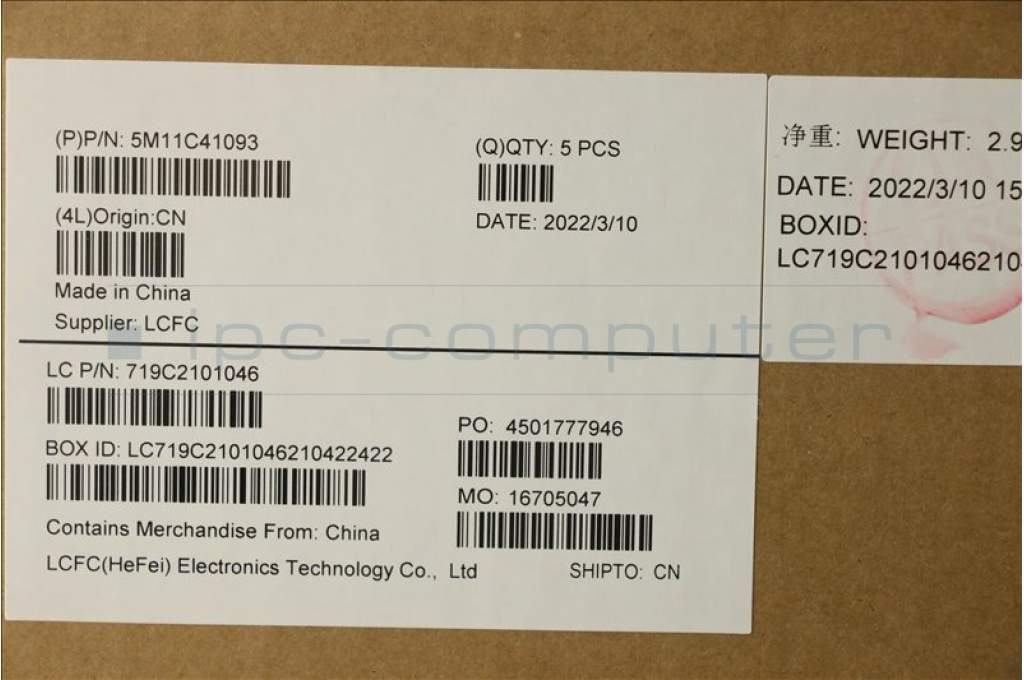 (P)P/N: 5M11C41093
(Q)QTY: 5 PCS
(4L)Origin:CN
DATE: 2022/3/10
Made in China
Supplier: LCFC
LC P/N: 719C2101046
PO: 4501777946
BOX ID: LC719C2101046210422422
MO: 16705047
Contains Merchandise From: China
LCFC(HeFei) Electronics Technology Co., Ltd
SHIPTO: CN
净重: WEIGHT: 2.9
DATE: 2022/3/10 15
BOXID:
LC719C2101046210
ipc-computer